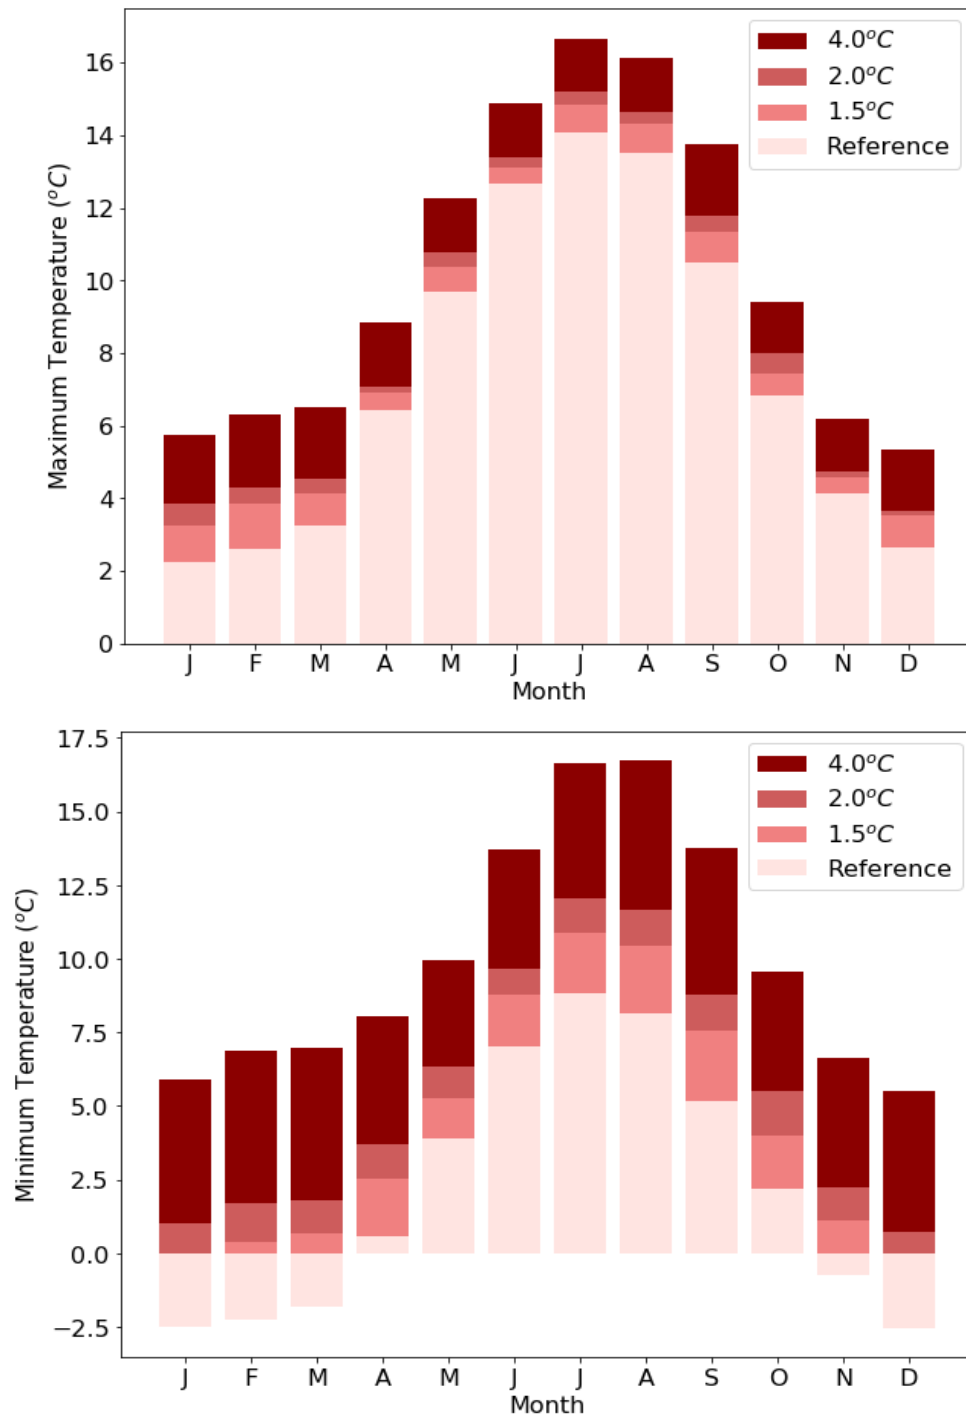 16
14
12
10
8
6
4
2
0
Maximum Temperature (°C)
4.0°C
2.0°C
1.5°C
Reference
J F M A M J J A S O N D
Month
17.5
15.0
12.5
10.0
7.5
5.0
2.5
0.0
−2.5
Minimum Temperature (°C)
4.0°C
2.0°C
1.5°C
Reference
J F M A M J J A S O N D
Month